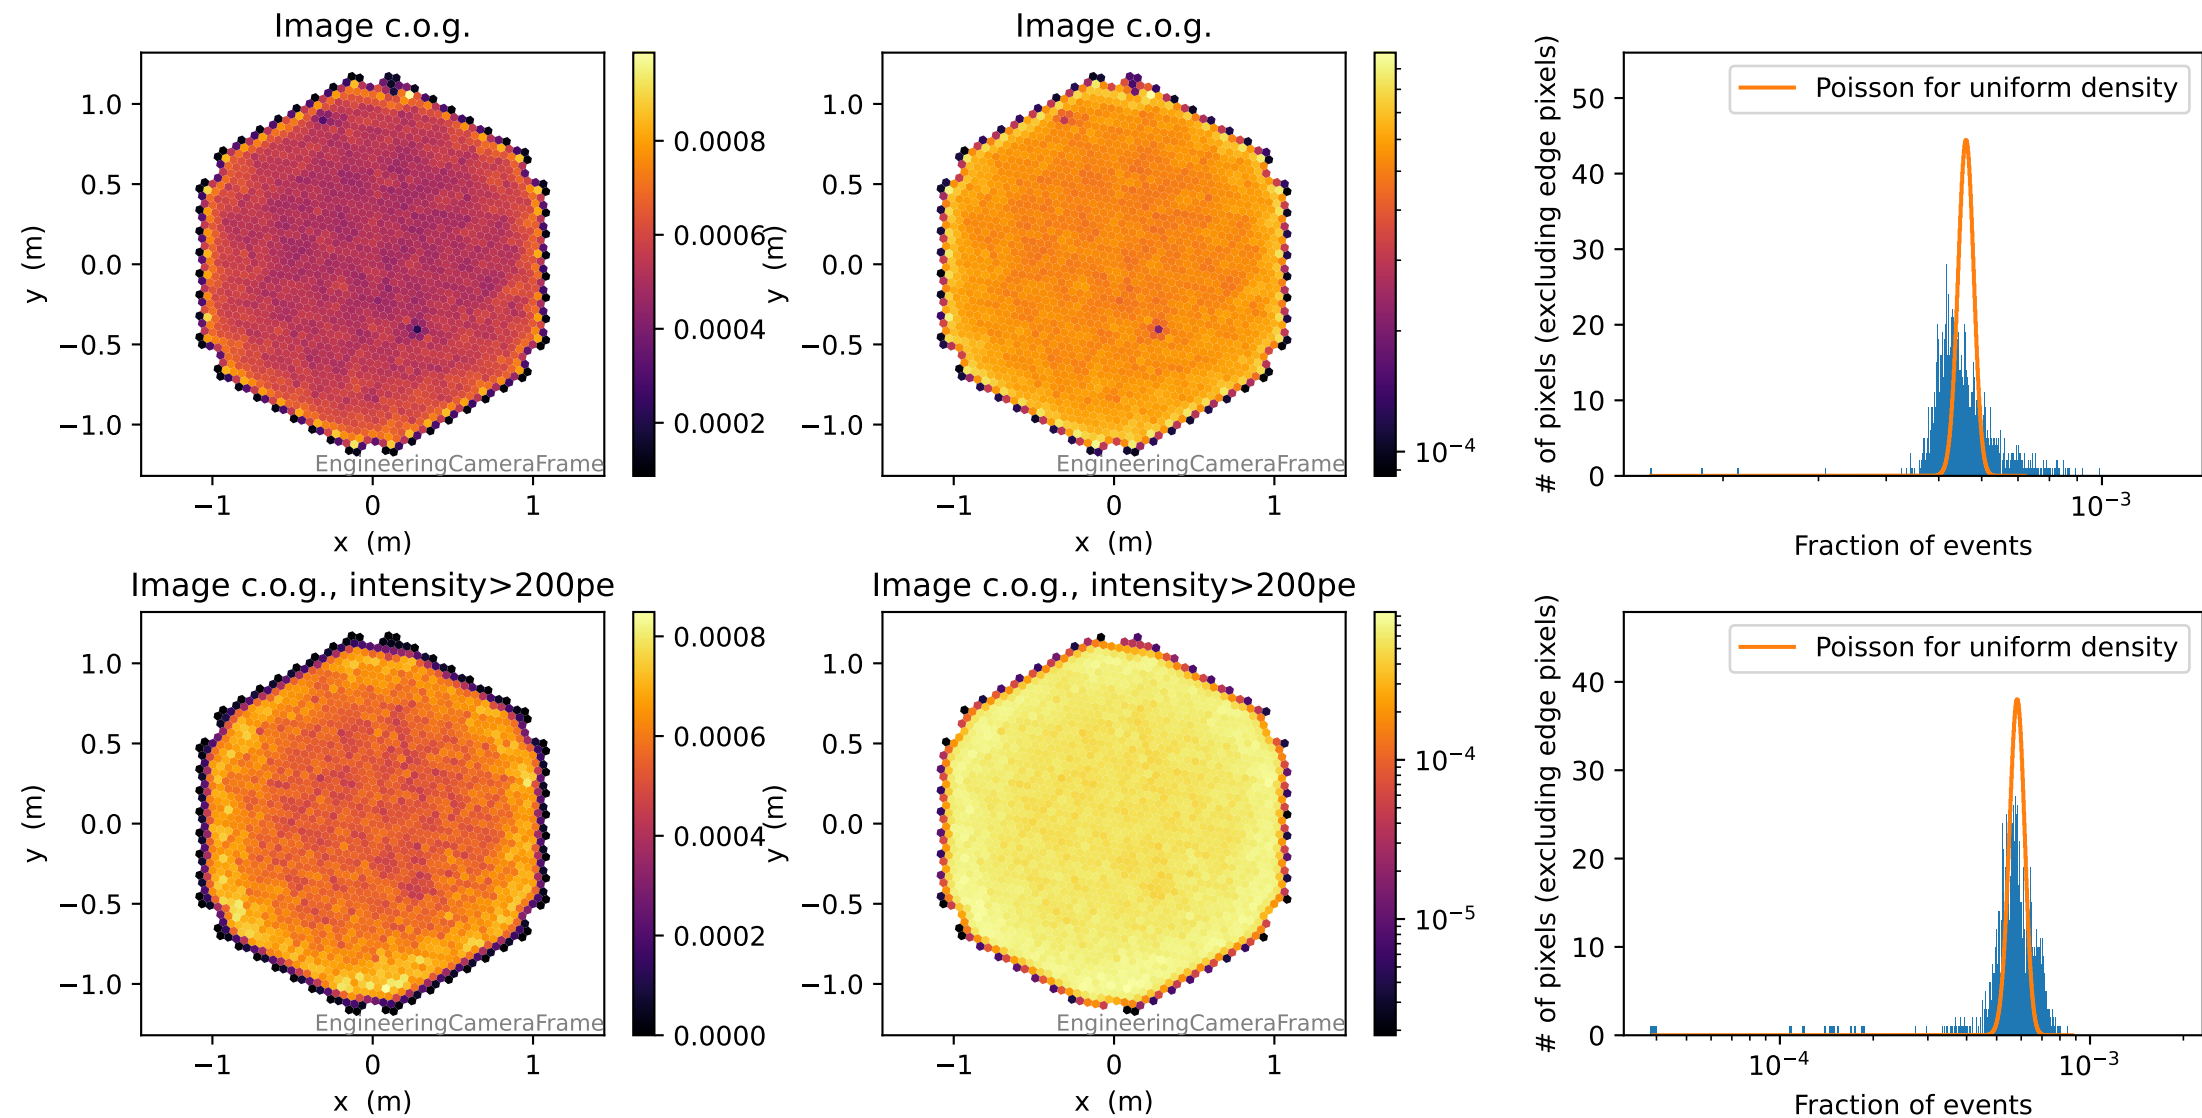 Image c.o.g.
1.0
0.5
0.0
−0.5
−1.0
y (m)
−1
0
1
x (m)
EngineeringCameraFrame
0.0008
0.0006
0.0004
0.0002
Image c.o.g.
1.0
0.5
0.0
−0.5
−1.0
y (m)
−1
0
1
x (m)
EngineeringCameraFrame
10⁻⁴
# of pixels (excluding edge pixels)
50
40
30
20
10
0
Poisson for uniform density
10⁻³
Fraction of events
Image c.o.g., intensity>200pe
1.0
0.5
0.0
−0.5
−1.0
y (m)
−1
0
1
x (m)
EngineeringCameraFrame
0.0008
0.0006
0.0004
0.0002
0.0000
Image c.o.g., intensity>200pe
1.0
0.5
0.0
−0.5
−1.0
y (m)
−1
0
1
x (m)
EngineeringCameraFrame
10⁻⁴
10⁻⁵
# of pixels (excluding edge pixels)
40
30
20
10
0
Poisson for uniform density
10⁻⁴
10⁻³
Fraction of events